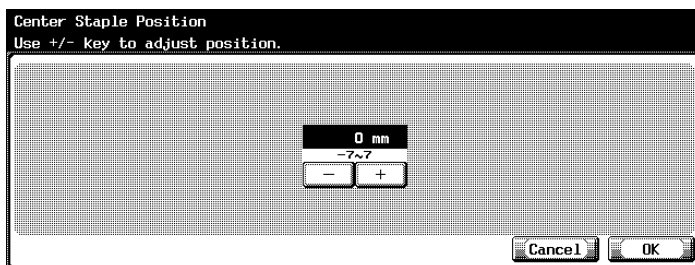 Center Staple Position
Use +/- key to adjust position.
0 mm
-7~7
- +
Cancel OK